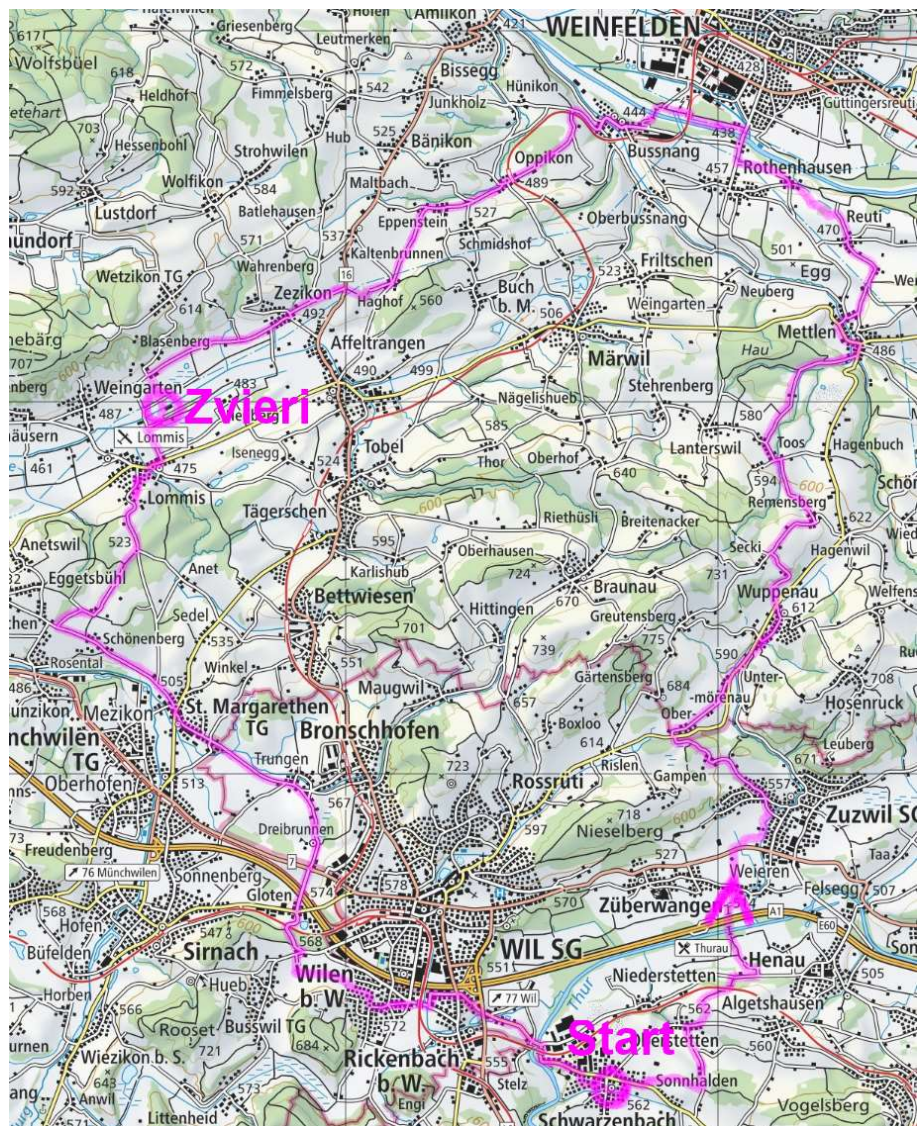 Wolfsbüel
617
618
Griesenberg
572
Leutmerken
Amlikon
421
WEINFELDEN
Bissegg
Fimmelsberg
542
Junkholz
Hünikon
428
Güttingersreuti
Heldhof
703
Hessenbohl
Hub
525
Bänikon
444
438
Strohwilen
Oppikon
Bussnang
592
Wolfikon
584
Maltbach
489
457
Rothenhausen
Lustdorf
Batlehausen
Eppenstein
527
Oberbussnang
Reuti
470
571
537
Schmidshof
501
Egg
Wetzikon TG
Wahrenberg
Kaltenbrunnen
523
Friltschen
16
Zezikon
Haghof
560
Buch
b. M.
Weingarten
Neuberg
614
492
506
Mettlen
Blasenberg
Affeltrangen
Hau
486
707
600
Märwil
Weingarten
483
490
499
Stehrenberg
487
Zvieri
Nägelishueb
580
Lommis
585
Toos
Hagenbuch
461
475
Isenegg
524
Tobel
Thor
Oberhof
Lanterswil
640
594
Lommis
Remensberg
600
Tägerschen
600
Riethüsli
Breitenacker
622
523
595
Anetswil
Oberhausen
Secki
Hagenwil
Karlishub
Eggetsbühl
Anet
724
Braunau
731
Wuppenau
Bettwiesen
670
Hittingen
Greutensberg
612
Sedel
Schönenberg
535
701
739
775
590
Rosental
Winkel
551
Gärtensberg
Unter-
505
Maugwil
684
-mörenau
708
486
St. Margarethen
TG
657
Ober
Hosenruck
Mezikon
Boxloo
Bronschhofen
614
Leuberg
Trungen
723
Rislen
671
TG
Oberhofen
513
Rossrüti
Gampen
557
567
718
600
Zuzwil SG
Dreibrunnen
Nieselberg
597
Freudenberg
7
527
Taa
76 Münchwilen
Sonnenberg
578
Weieren
Gloten
574
570
Felsegg
507
568
Züberwangen
A1
Hofen
547
568
WIL SG
E60
Büfelden
Sirnach
551
Thurau
Henau
Wilen
b. W.
Niederstetten
Horben
Hueb
77 Wil
Thur
505
566
Busswil TG
572
562
Algetshausen
Rooset
Start
Oberstetten
560
Wiezikon b. S.
721
684
Rickenbach
b. W.
555
Sonnhalden
643
Anwil
573
Stelz
562
Engi
Vogelsberg
Littenheid
Schwarzenbach